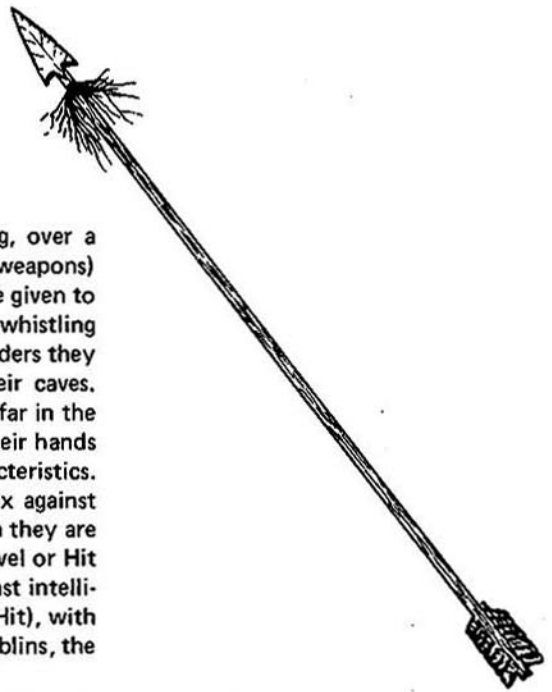 g, over a
weapons)
e given to
whistling
ders they
eir caves.
far in the
eir hands
cteristics.
x against
they are
vel or Hit
st intelli-
Hit), with
blins, the